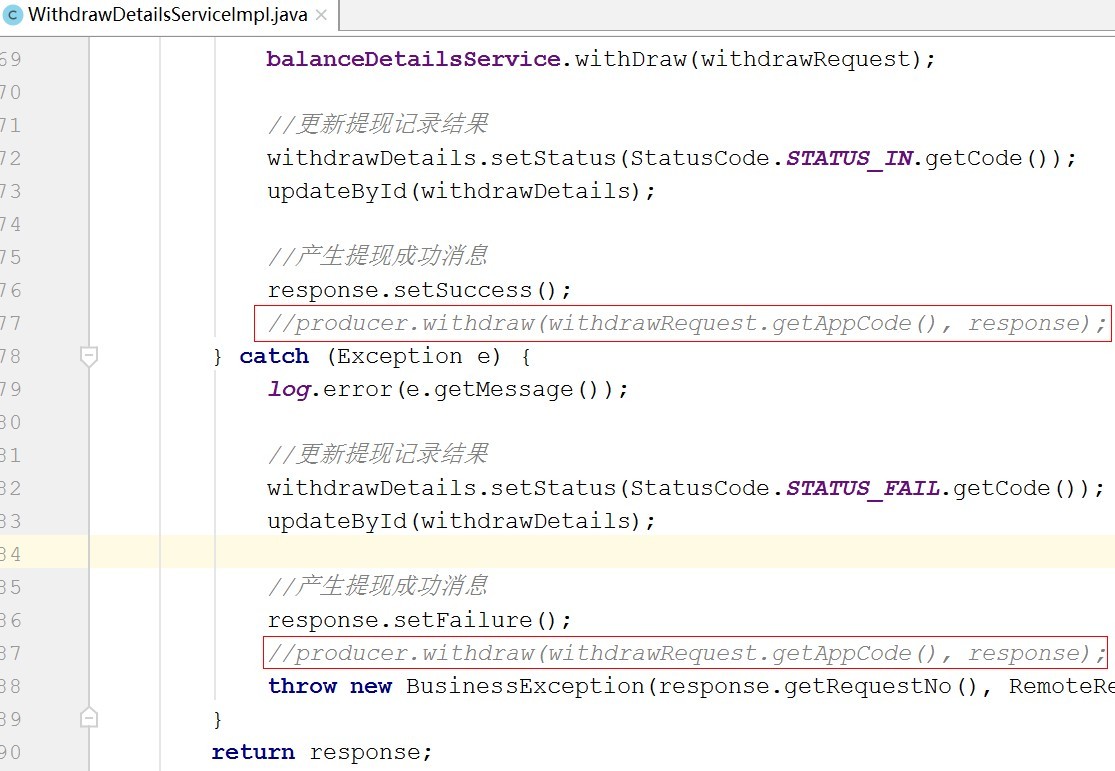 WithdrawDetailsServiceImpl.java
69 balanceDetailsService.withDraw(withdrawRequest);
70
71 //更新提现记录结果
72 withdrawDetails.setStatus(StatusCode.STATUS_IN.getCode());
73 updateById(withdrawDetails);
74
75 //产生提现成功消息
76 response.setSuccess();
77 //producer.withdraw(withdrawRequest.getAppCode(), response);
78 } catch (Exception e) {
79 log.error(e.getMessage());
80
81 //更新提现记录结果
82 withdrawDetails.setStatus(StatusCode.STATUS_FAIL.getCode());
83 updateById(withdrawDetails);
84
85 //产生提现成功消息
86 response.setFailure();
87 //producer.withdraw(withdrawRequest.getAppCode(), response);
88 throw new BusinessException(response.getRequestNo(), RemoteRe
89 }
90 return response;